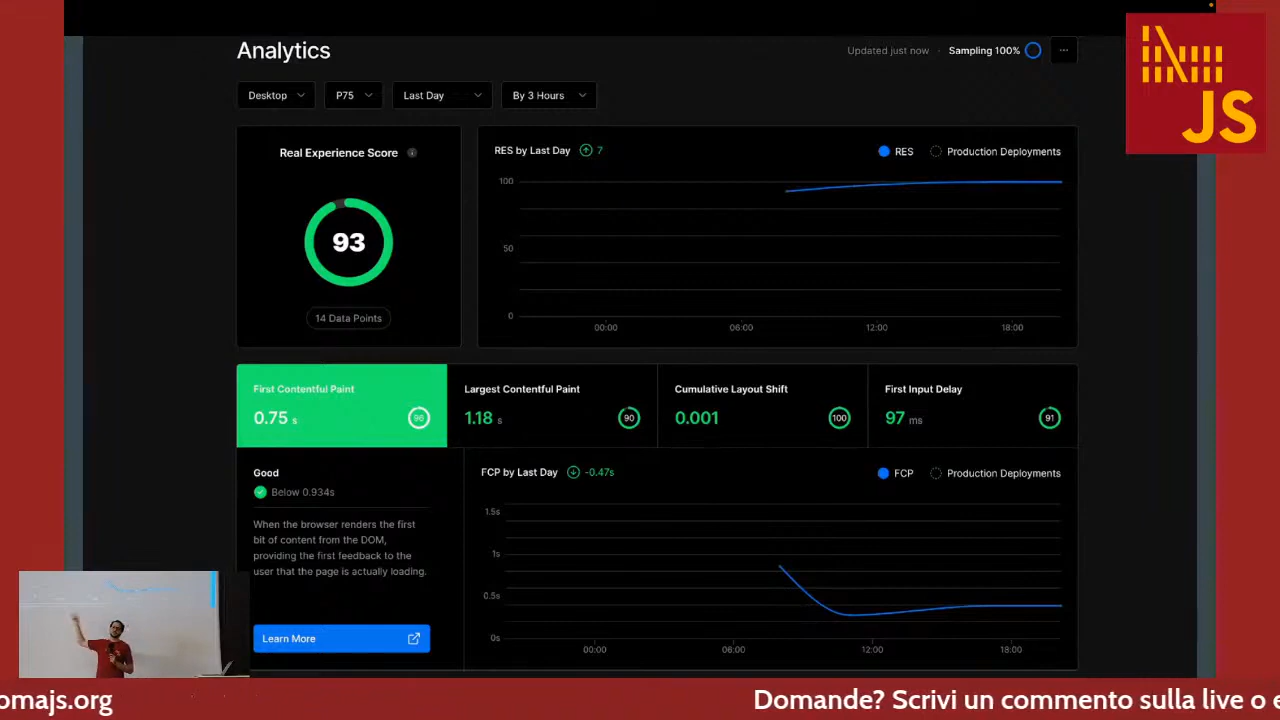 Analytics
Updated just now · Sampling 100%
Desktop P75 Last Day By 3 Hours
JS
Real Experience Score
93
14 Data Points
RES by Last Day 7
RES Production Deployments
100
50
0
00:00 06:00 12:00 18:00
First Contentful Paint
0.75 s
Largest Contentful Paint
1.18 s 90
Cumulative Layout Shift
0.001 100
First Input Delay
97 ms 91
Good
Below 0.934s
When the browser renders the first
bit of content from the DOM,
providing the first feedback to the
user that the page is actually loading.
Learn More
FCP by Last Day -0.47s
FCP Production Deployments
1.5s
1s
0.5s
0s
00:00 06:00 12:00 18:00
omajs.org
Domande? Scrivi un commento sulla live o e